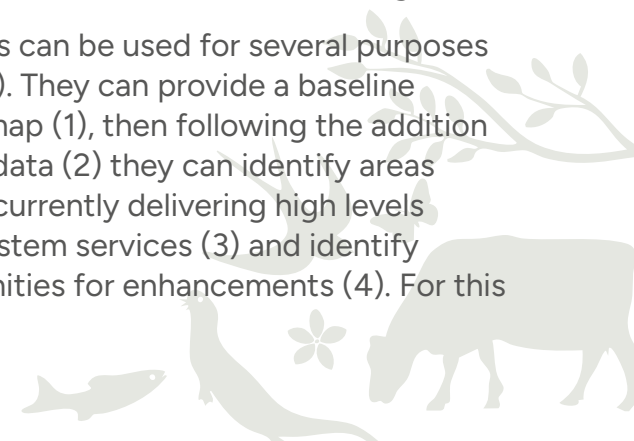 s can be used for several purposes
). They can provide a baseline
nap (1), then following the addition
data (2) they can identify areas
currently delivering high levels
stem services (3) and identify
nities for enhancements (4). For this